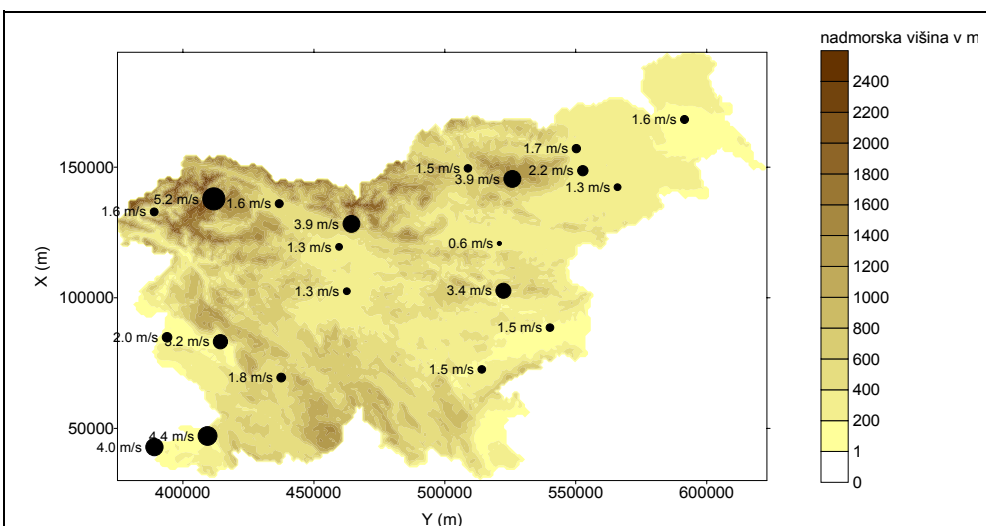 nadmorska višina v m
2400
2200
2000
1800
1600
1400
1200
1000
800
600
400
200
1
0
X (m)
150000
100000
50000
400000
450000
500000
550000
600000
Y (m)
1.6 m/s
1.7 m/s
1.5 m/s
2.2 m/s
3.9 m/s
1.3 m/s
5.2 m/s
1.6 m/s
1.6 m/s
3.9 m/s
1.3 m/s
0.6 m/s
1.3 m/s
3.4 m/s
1.5 m/s
2.0 m/s
3.2 m/s
1.8 m/s
1.5 m/s
4.4 m/s
4.0 m/s